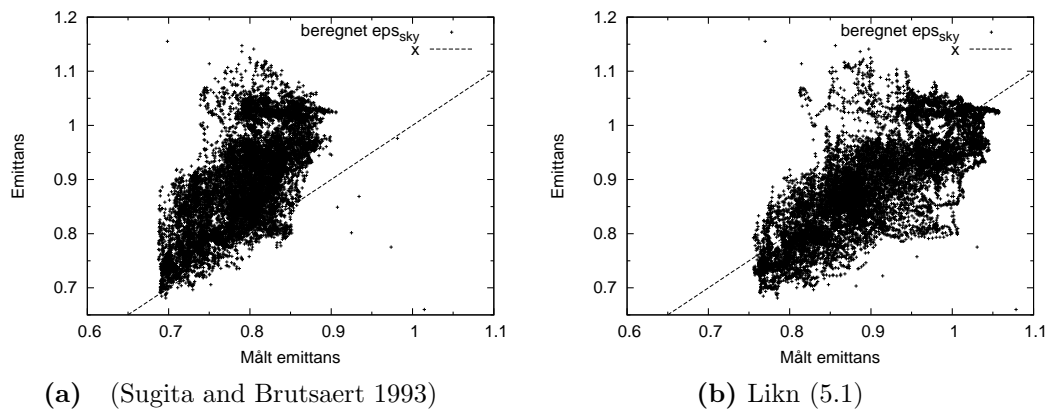 1.2
1.1
1
0.9
0.8
0.7
Emittans
beregnet eps_sky
x
0.6 0.7 0.8 0.9 1 1.1
Målt emittans
(a) (Sugita and Brutsaert 1993)
1.2
1.1
1
0.9
0.8
0.7
Emittans
beregnet eps_sky
x
0.6 0.7 0.8 0.9 1 1.1
Målt emittans
(b) Likn (5.1)